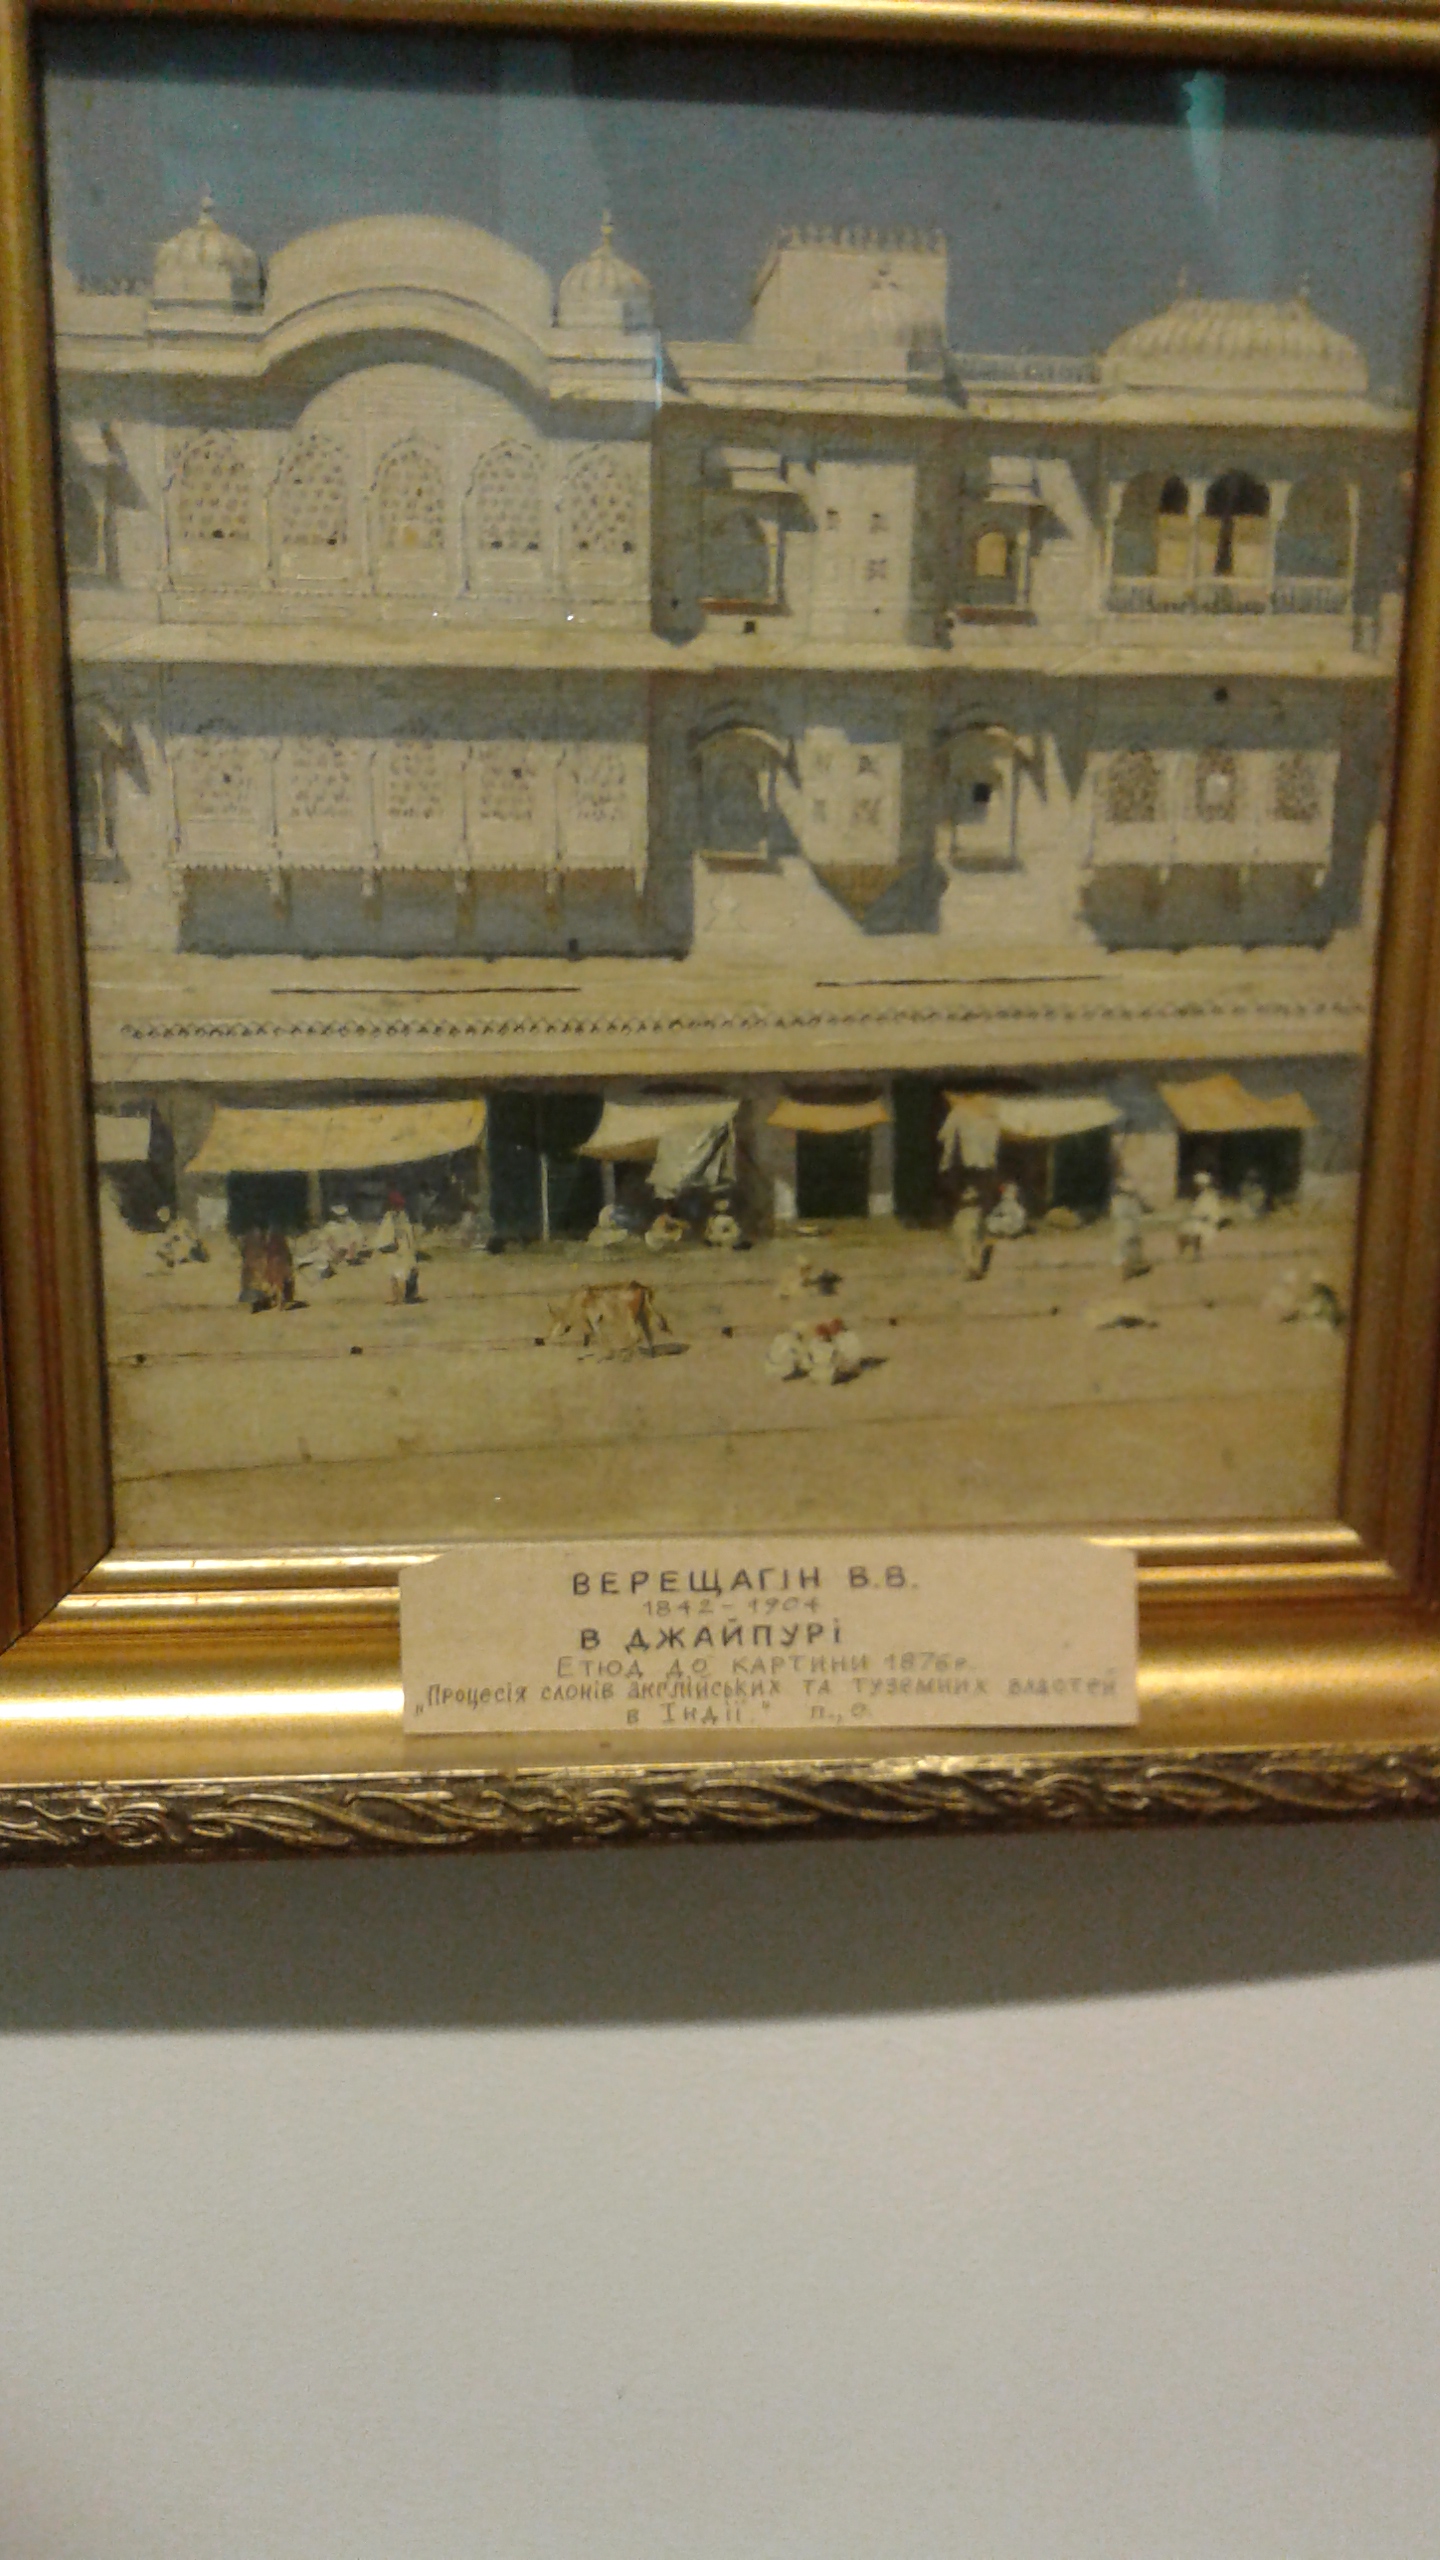 ВЕРЕЩАГІН В.В.
1842-1904
В ДЖАЙПУРІ
ЕТЮД ДО КАРТИНИ 1876р.
„Процесія слонів англійських та туземних властей
в Індії." п., о.